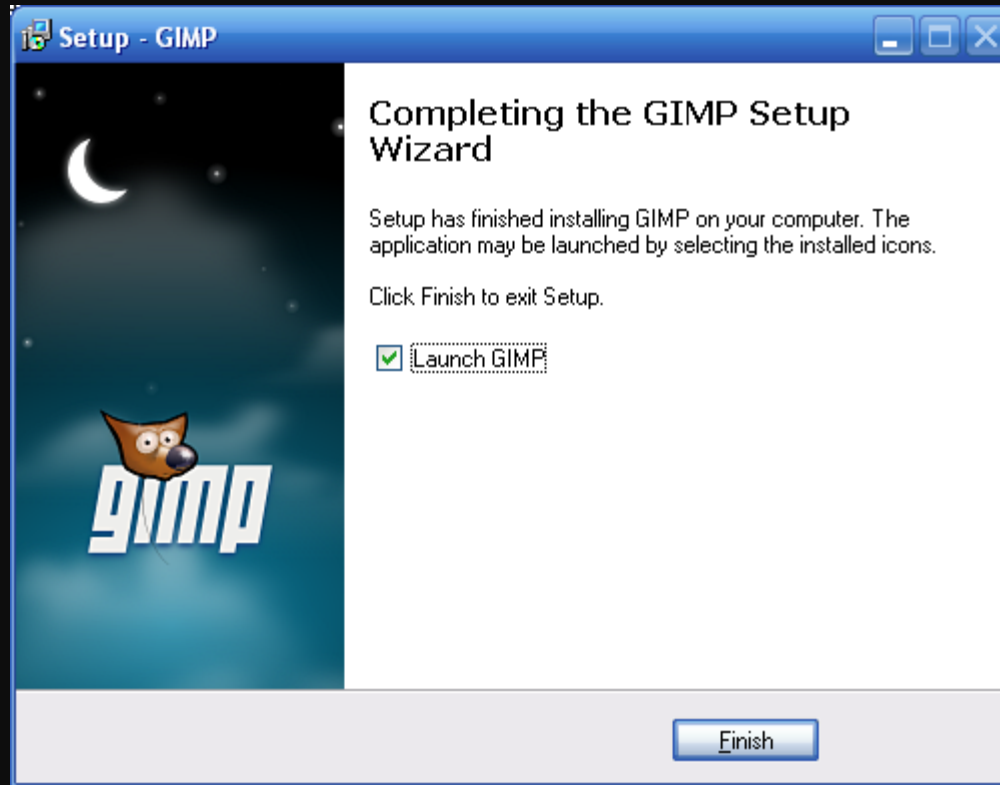 Setup - GIMP
Completing the GIMP Setup
Wizard
Setup has finished installing GIMP on your computer. The
application may be launched by selecting the installed icons.
Click Finish to exit Setup.
Launch GIMP
gimp
Finish